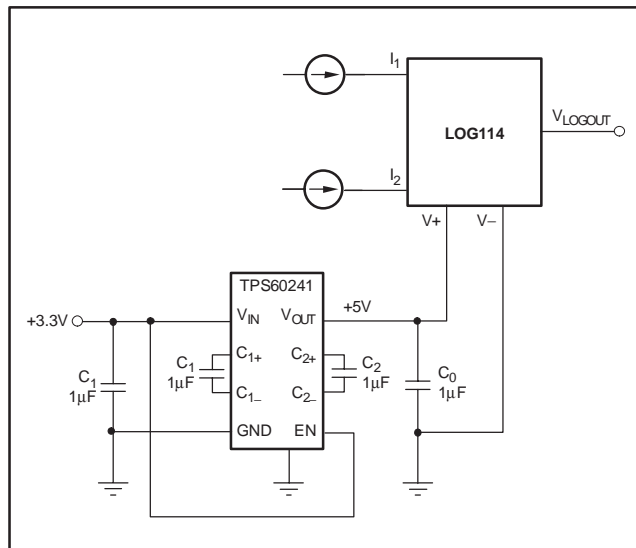 I1
LOG114
VLOGOUT
I2
V+
V–
TPS60241
+3.3V
VIN
VOUT
+5V
C1
1μF
C1
1μF
C1+
C1–
C2+
C2–
C2
1μF
C0
1μF
GND
EN